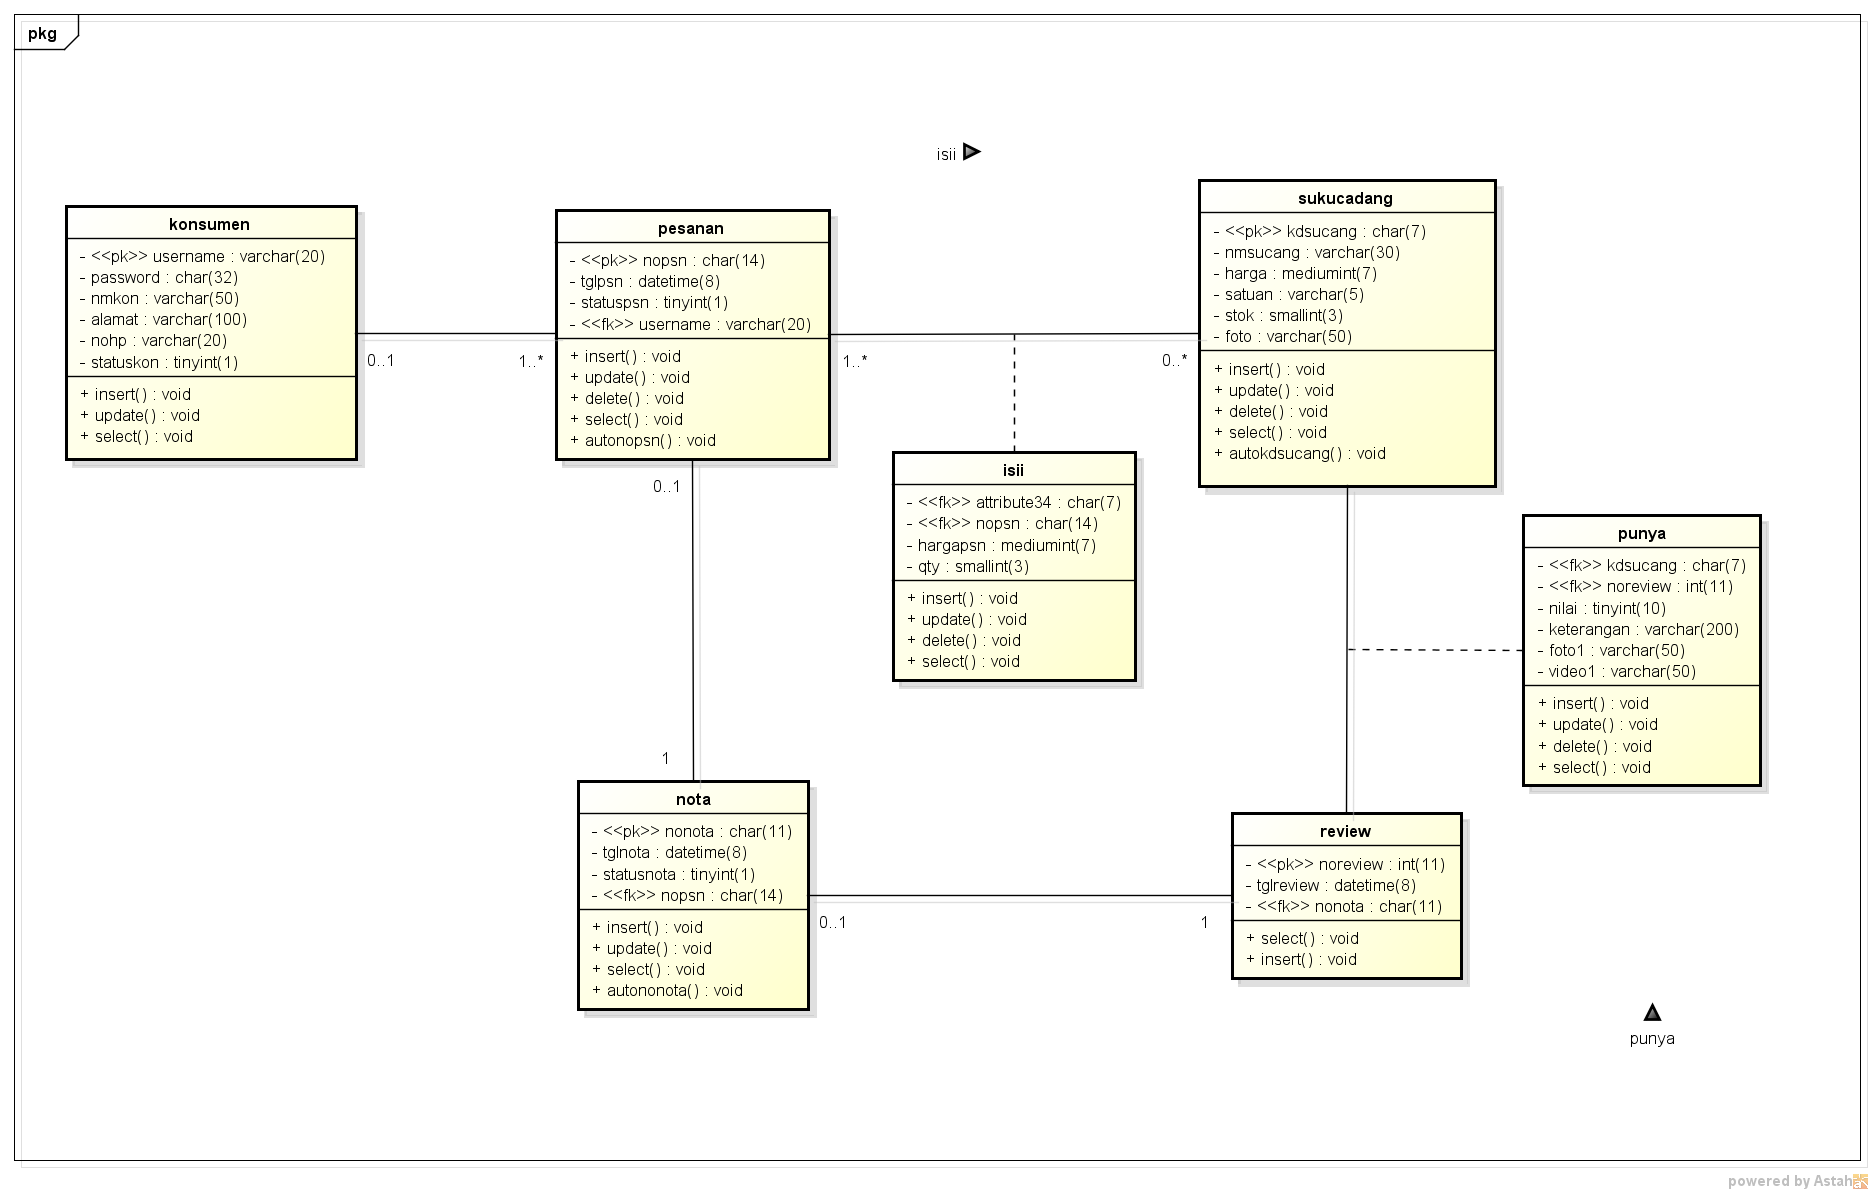 pkg
isii
konsumen
- <<pk>> username : varchar(20)
- password : char(32)
- nmkon : varchar(50)
- alamat : varchar(100)
- nohp : varchar(20)
- statuskon : tinyint(1)
+ insert() : void
+ update() : void
+ select() : void
0..1
1..*
pesanan
- <<pk>> nopsn : char(14)
- tglpsn : datetime(8)
- statuspsn : tinyint(1)
- <<fk>> username : varchar(20)
+ insert() : void
+ update() : void
+ delete() : void
+ select() : void
+ autonopsn() : void
1..*
0..*
sukucadang
- <<pk>> kdsucang : char(7)
- nmsucang : varchar(30)
- harga : mediumint(7)
- satuan : varchar(5)
- stok : smallint(3)
- foto : varchar(50)
+ insert() : void
+ update() : void
+ delete() : void
+ select() : void
+ autokdsucang() : void
isii
- <<fk>> attribute34 : char(7)
- <<fk>> nopsn : char(14)
- hargapsn : mediumint(7)
- qty : smallint(3)
+ insert() : void
+ update() : void
+ delete() : void
+ select() : void
punya
- <<fk>> kdsucang : char(7)
- <<fk>> noreview : int(11)
- nilai : tinyint(10)
- keterangan : varchar(200)
- foto1 : varchar(50)
- video1 : varchar(50)
+ insert() : void
+ update() : void
+ delete() : void
+ select() : void
0..1
1
nota
- <<pk>> nonota : char(11)
- tglnota : datetime(8)
- statusnota : tinyint(1)
- <<fk>> nopsn : char(14)
+ insert() : void
+ update() : void
+ select() : void
+ autononota() : void
0..1
1
review
- <<pk>> noreview : int(11)
- tglreview : datetime(8)
- <<fk>> nonota : char(11)
+ select() : void
+ insert() : void
punya
powered by Astah